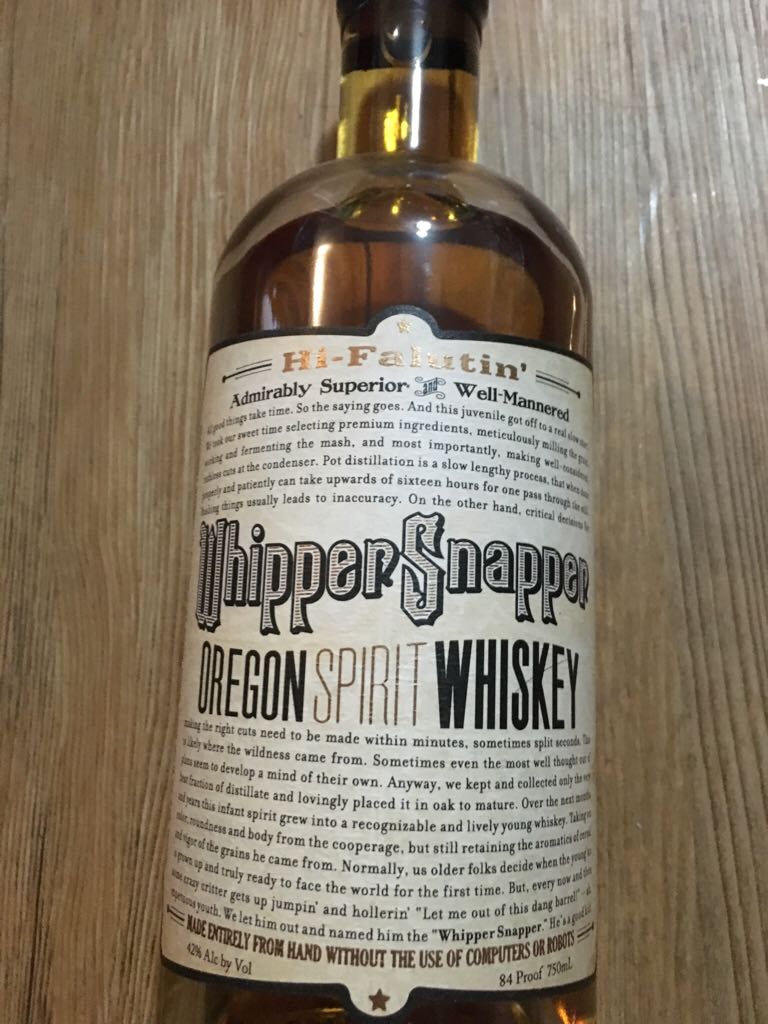 Hi-Falutin'
Admirably Superior and Well-Mannered
All good things take time. So the saying goes. And this juvenile got off to a real slow start.
We took our sweet time selecting premium ingredients, meticulously milling the grain,
working and fermenting the mash, and most importantly, making well-considered
ruthless cuts at the condenser. Pot distillation is a slow lengthy process, that when done
properly and patiently can take upwards of sixteen hours for one pass through the still.
Rushing things usually leads to inaccuracy. On the other hand, critical decisions for
WhipperSnapper
OREGON SPIRIT WHISKEY
making the right cuts need to be made within minutes, sometimes split seconds. This
is likely where the wildness came from. Sometimes even the most well thought out of
plans seem to develop a mind of their own. Anyway, we kept and collected only the very
best fraction of distillate and lovingly placed it in oak to mature. Over the next months
and years this infant spirit grew into a recognizable and lively young whiskey. Taking on
color, roundness and body from the cooperage, but still retaining the aromatics of cereal
and vigor of the grains he came from. Normally, us older folks decide when the young is
a grown up and truly ready to face the world for the first time. But, every now and then
some crazy critter gets up jumpin' and hollerin' "Let me out of this dang barrel!" - ah,
impetuous youth. We let him out and named him the "Whipper Snapper." He's a good kid.
MADE ENTIRELY FROM HAND WITHOUT THE USE OF COMPUTERS OR ROBOTS
42% Alc by Vol
84 Proof 750mL